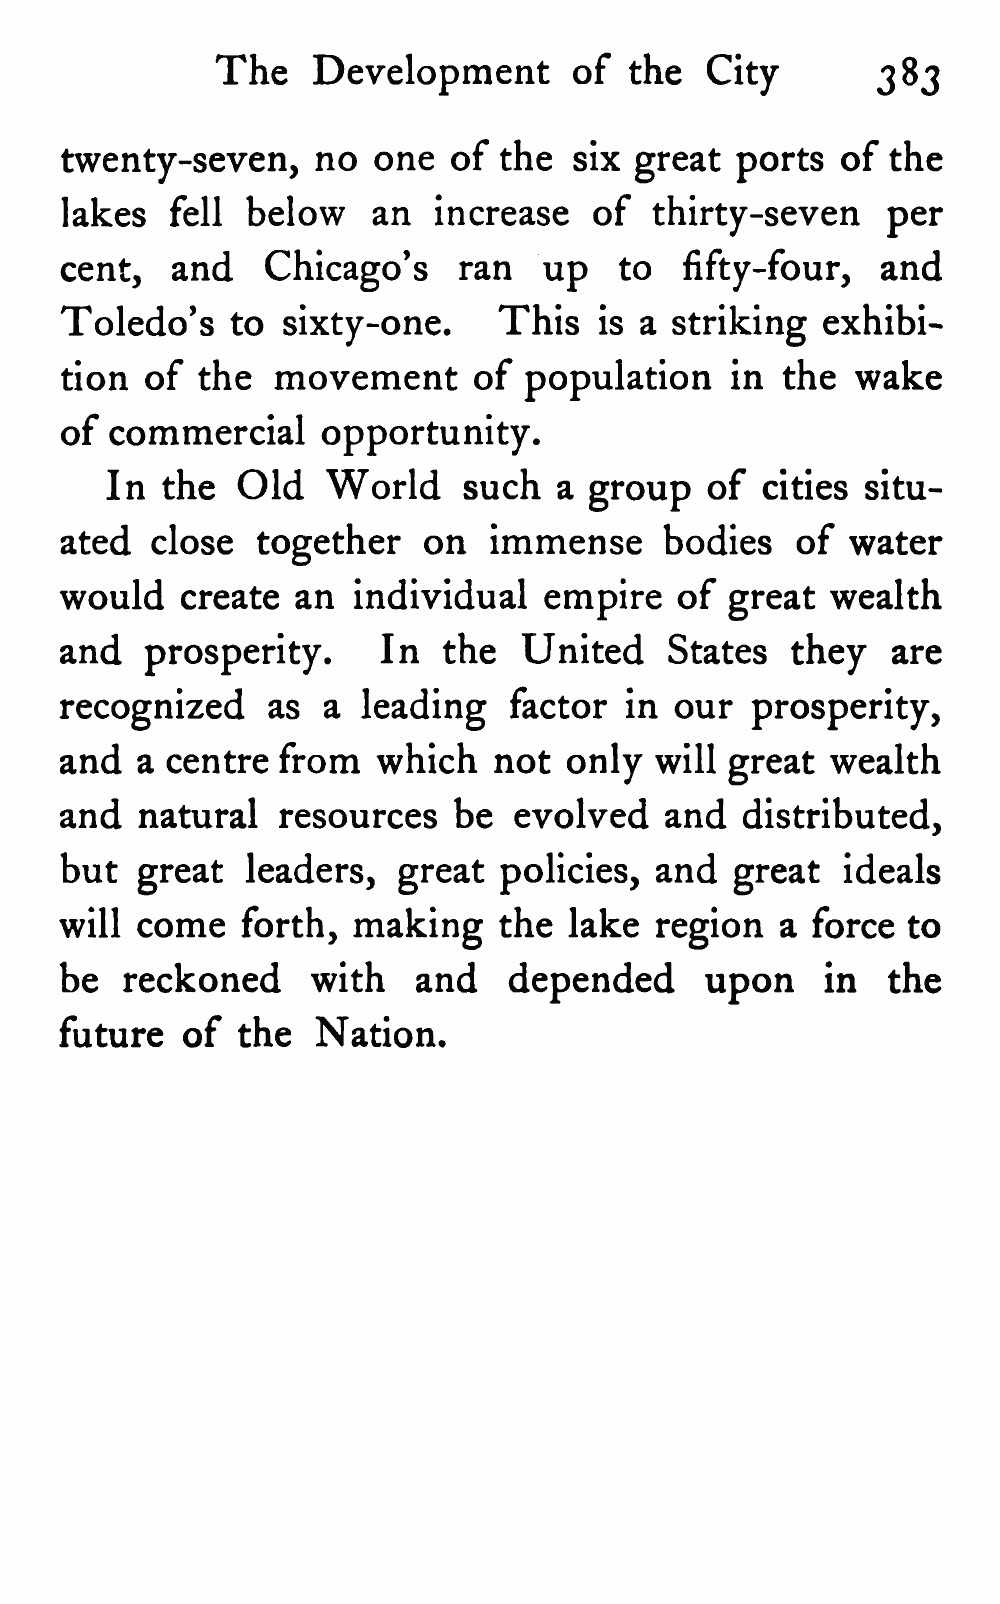 The Development of the City 383
twenty-seven, no one of the six great ports of the
lakes fell below an increase of thirty-seven per
cent, and Chicago's ran up to fifty-four, and
Toledo's to sixty-one. This is a striking exhibi-
tion of the movement of population in the wake
of commercial opportunity.
In the Old World such a group of cities situ-
ated close together on immense bodies of water
would create an individual empire of great wealth
and prosperity. In the United States they are
recognized as a leading factor in our prosperity,
and a centre from which not only will great wealth
and natural resources be evolved and distributed,
but great leaders, great policies, and great ideals
will come forth, making the lake region a force to
be reckoned with and depended upon in the
future of the Nation.